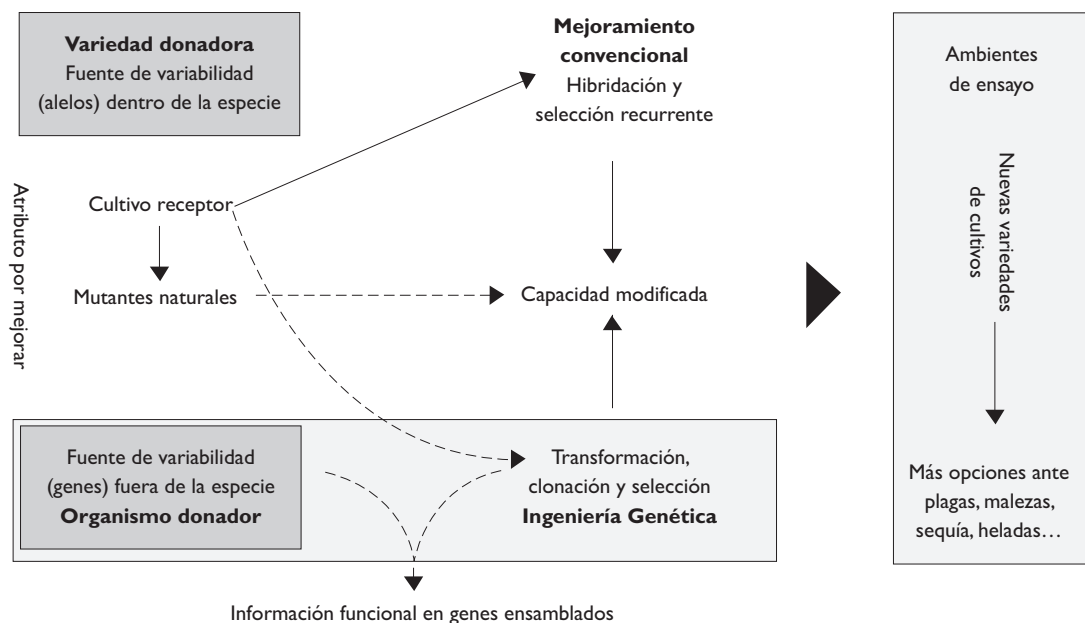 Variedad donadora
Fuente de variabilidad
(alelos) dentro de la especie
Mejoramiento
convencional
Hibridación y
selección recurrente
Ambientes
de ensayo
Atributo por mejorar
Cultivo receptor
Mutantes naturales
Capacidad modificada
Nuevas variedades
de cultivos
Fuente de variabilidad
(genes) fuera de la especie
Organismo donador
Transformación,
clonación y selección
Ingeniería Genética
Más opciones ante
plagas, malezas,
sequía, heladas…
Información funcional en genes ensamblados